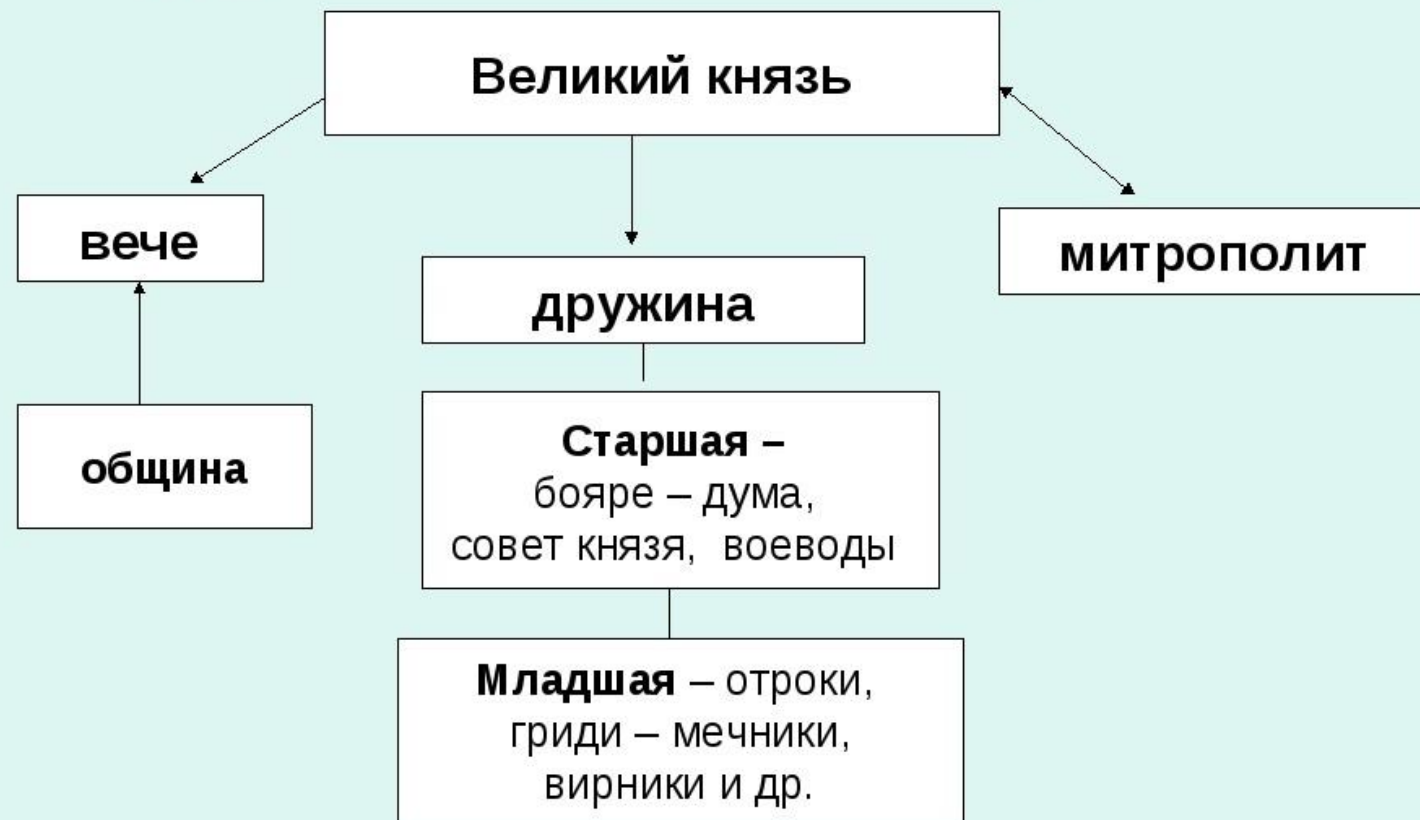 Великий князь
вече
митрополит
дружина
община
Старшая –
бояре – дума,
совет князя, воеводы
Младшая – отроки,
гриди – мечники,
вирники и др.